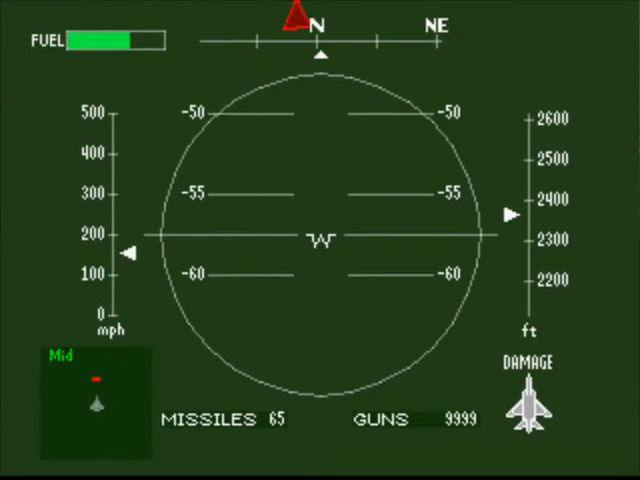 N NE
FUEL
500 -50 -50 2600
400 2500
300 -55 -55 2400
200 2300
100 -60 -60 2200
0
mph ft
Mid DAMAGE
MISSILES 65 GUNS 9999